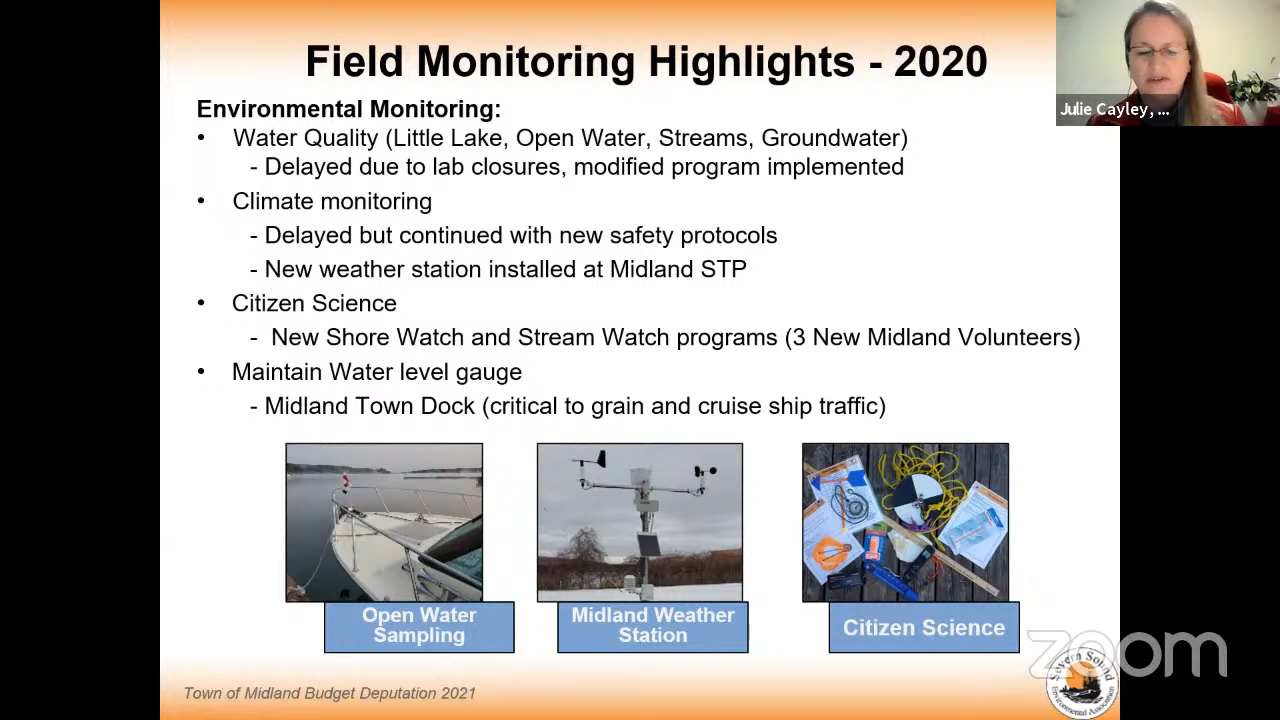 Field Monitoring Highlights - 2020
Julie Cayley, ...
Environmental Monitoring:
• Water Quality (Little Lake, Open Water, Streams, Groundwater)
- Delayed due to lab closures, modified program implemented
• Climate monitoring
- Delayed but continued with new safety protocols
- New weather station installed at Midland STP
• Citizen Science
- New Shore Watch and Stream Watch programs (3 New Midland Volunteers)
• Maintain Water level gauge
- Midland Town Dock (critical to grain and cruise ship traffic)
Open Water
Sampling
Midland Weather
Station
Citizen Science
zoom
Severn Sound
Environmental Association
Town of Midland Budget Deputation 2021